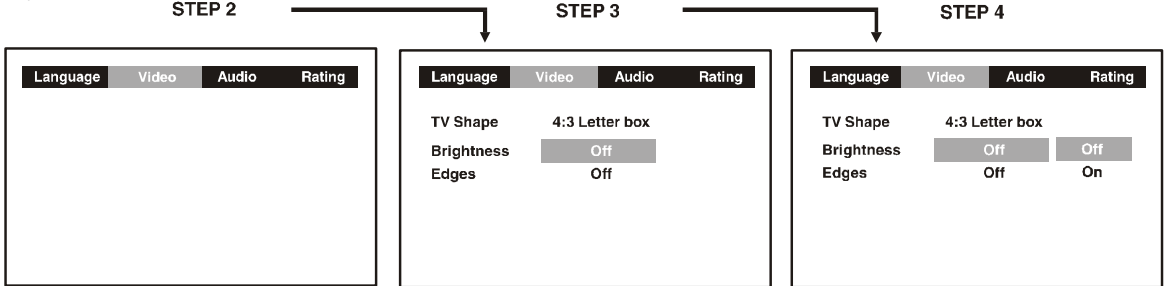 STEP 2
STEP 3
STEP 4
Language Video Audio Rating
Language Video Audio Rating
TV Shape 4:3 Letter box
Brightness Off
Edges Off
Language Video Audio Rating
TV Shape 4:3 Letter box
Brightness Off Off
Edges Off On